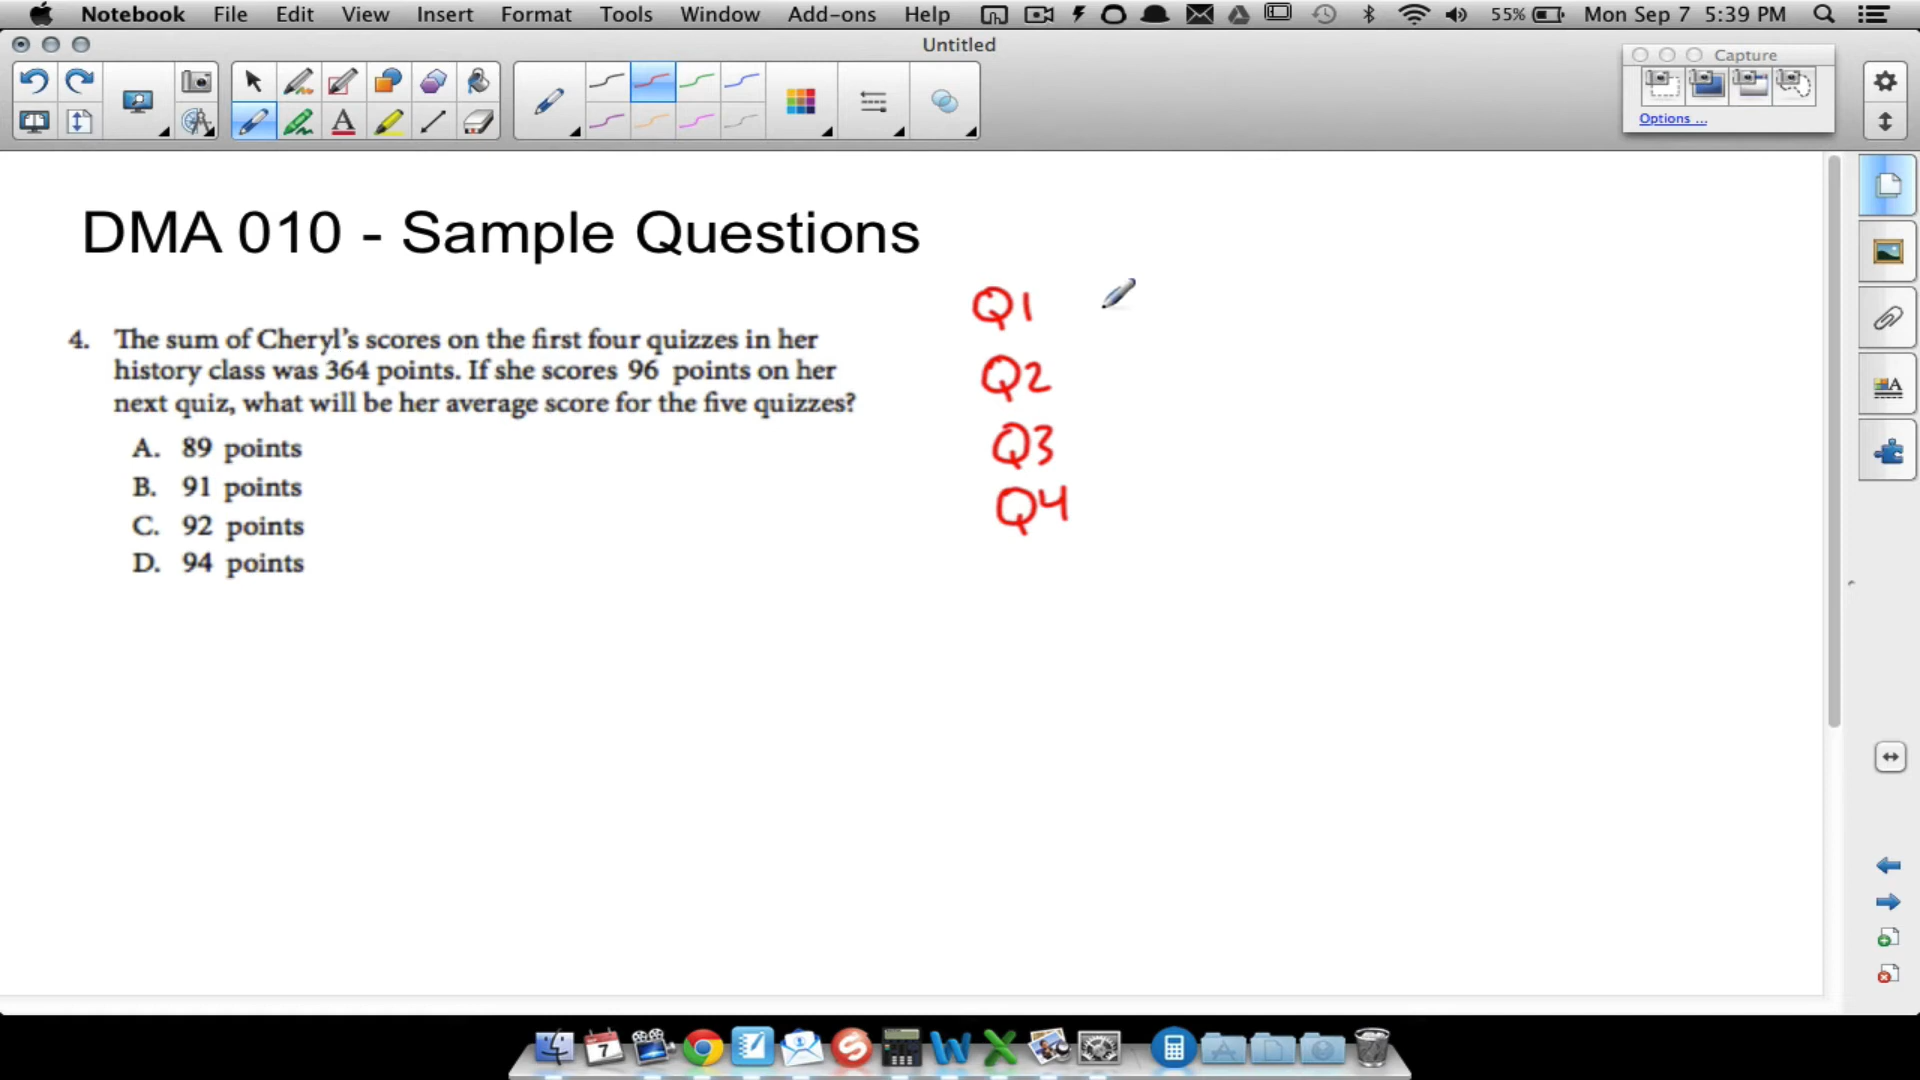 Notebook File Edit View Insert Format Tools Window Add-ons Help 55% Mon Sep 7 5:39 PM
Untitled
Capture
Options ...
DMA 010 - Sample Questions
Q1
4. The sum of Cheryl's scores on the first four quizzes in her
history class was 364 points. If she scores 96 points on her
next quiz, what will be her average score for the five quizzes?
Q2
A. 89 points
Q3
B. 91 points
Q4
C. 92 points
D. 94 points
7